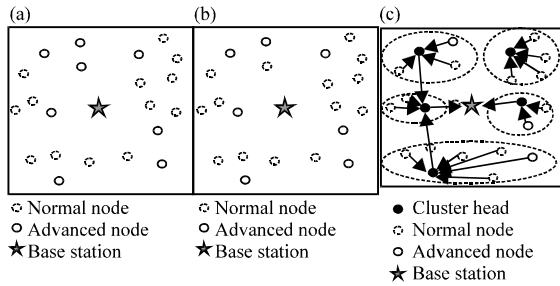 (a)
(b)
(c)
Normal node
Advanced node
Base station
Normal node
Advanced node
Base station
Cluster head
Normal node
Advanced node
Base station